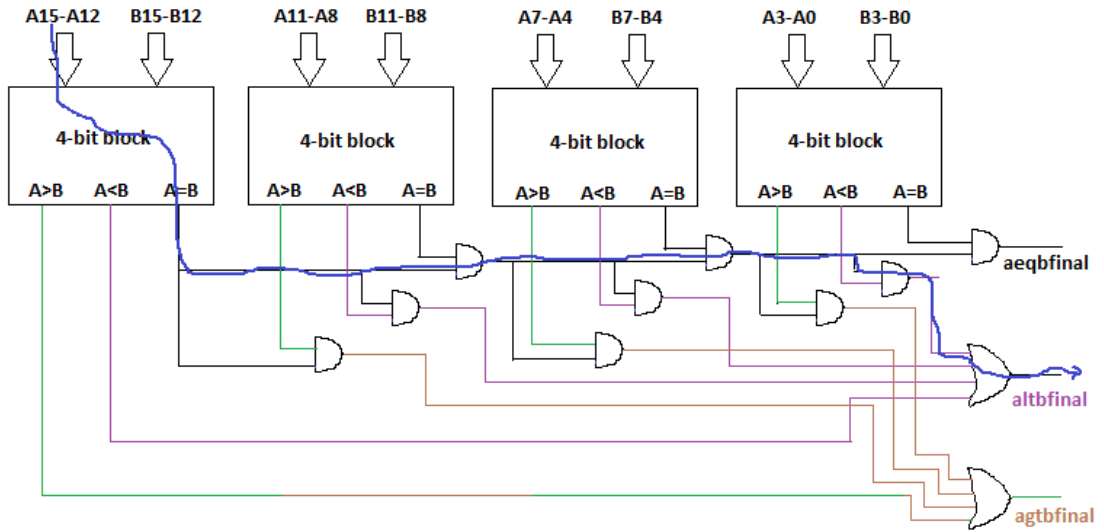 A15-A12 B15-B12 A11-A8 B11-B8 A7-A4 B7-B4 A3-A0 B3-B0
4-bit block 4-bit block 4-bit block 4-bit block
A>B A<B A=B A>B A<B A=B A>B A<B A=B A>B A<B A=B
aeqbfinal
altbfinal
agtbfinal